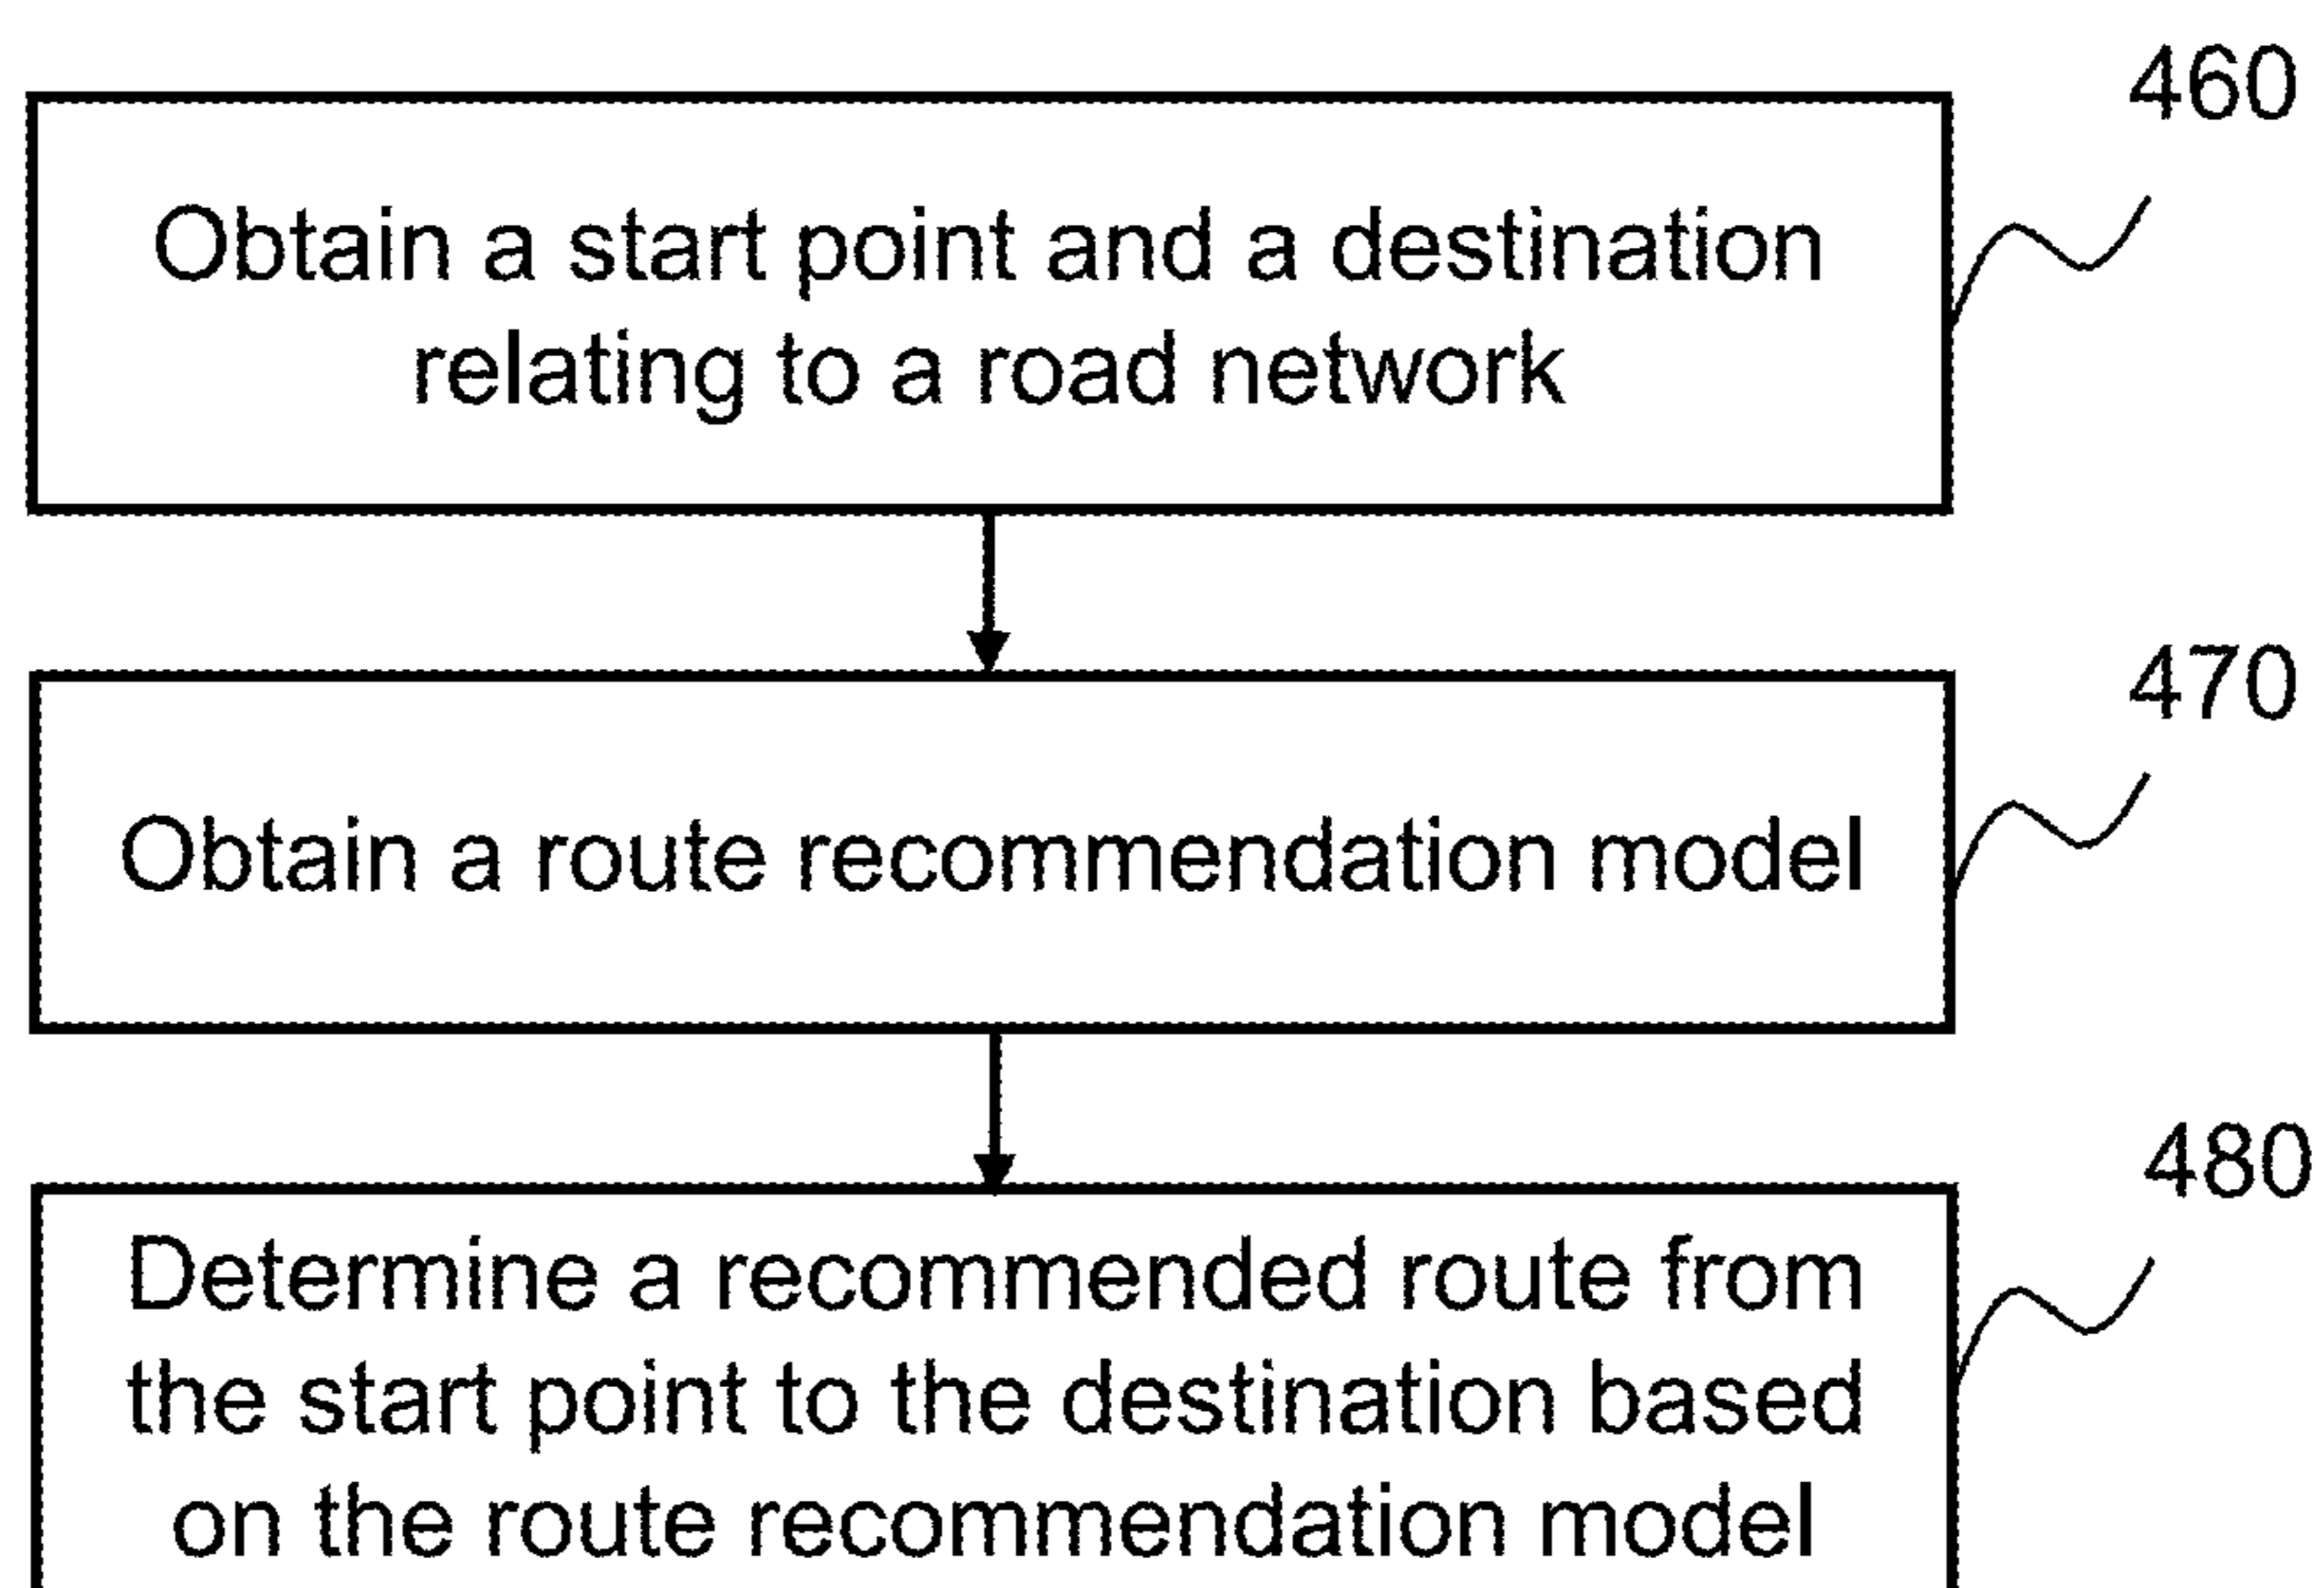 460
Obtain a start point and a destination
relating to a road network
470
Obtain a route recommendation model
480
Determine a recommended route from
the start point to the destination based
on the route recommendation model